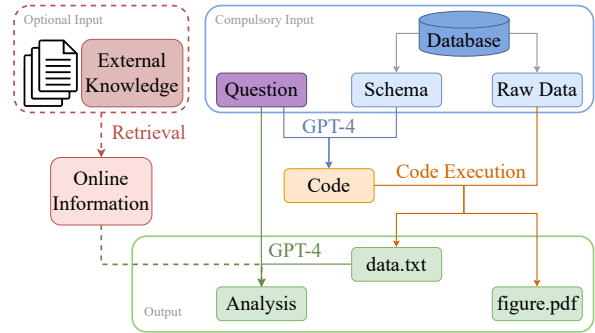 Optional Input
External
Knowledge
Compulsory Input
Database
Question
Schema
Raw Data
GPT-4
Retrieval
Code
Code Execution
Online
Information
GPT-4
data.txt
Output
Analysis
figure.pdf